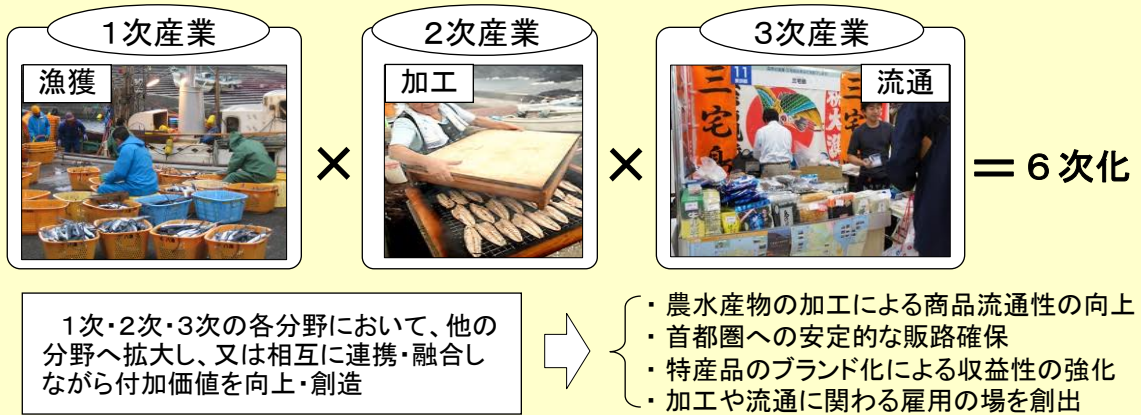 1次産業
漁獲
×
2次産業
加工
×
3次産業
流通
11
三宅島
三宅
＝6次化
1次・2次・3次の各分野において、他の
分野へ拡大し、又は相互に連携・融合し
ながら付加価値を向上・創造
・ 農水産物の加工による商品流通性の向上
・ 首都圏への安定的な販路確保
・ 特産品のブランド化による収益性の強化
・ 加工や流通に関わる雇用の場を創出